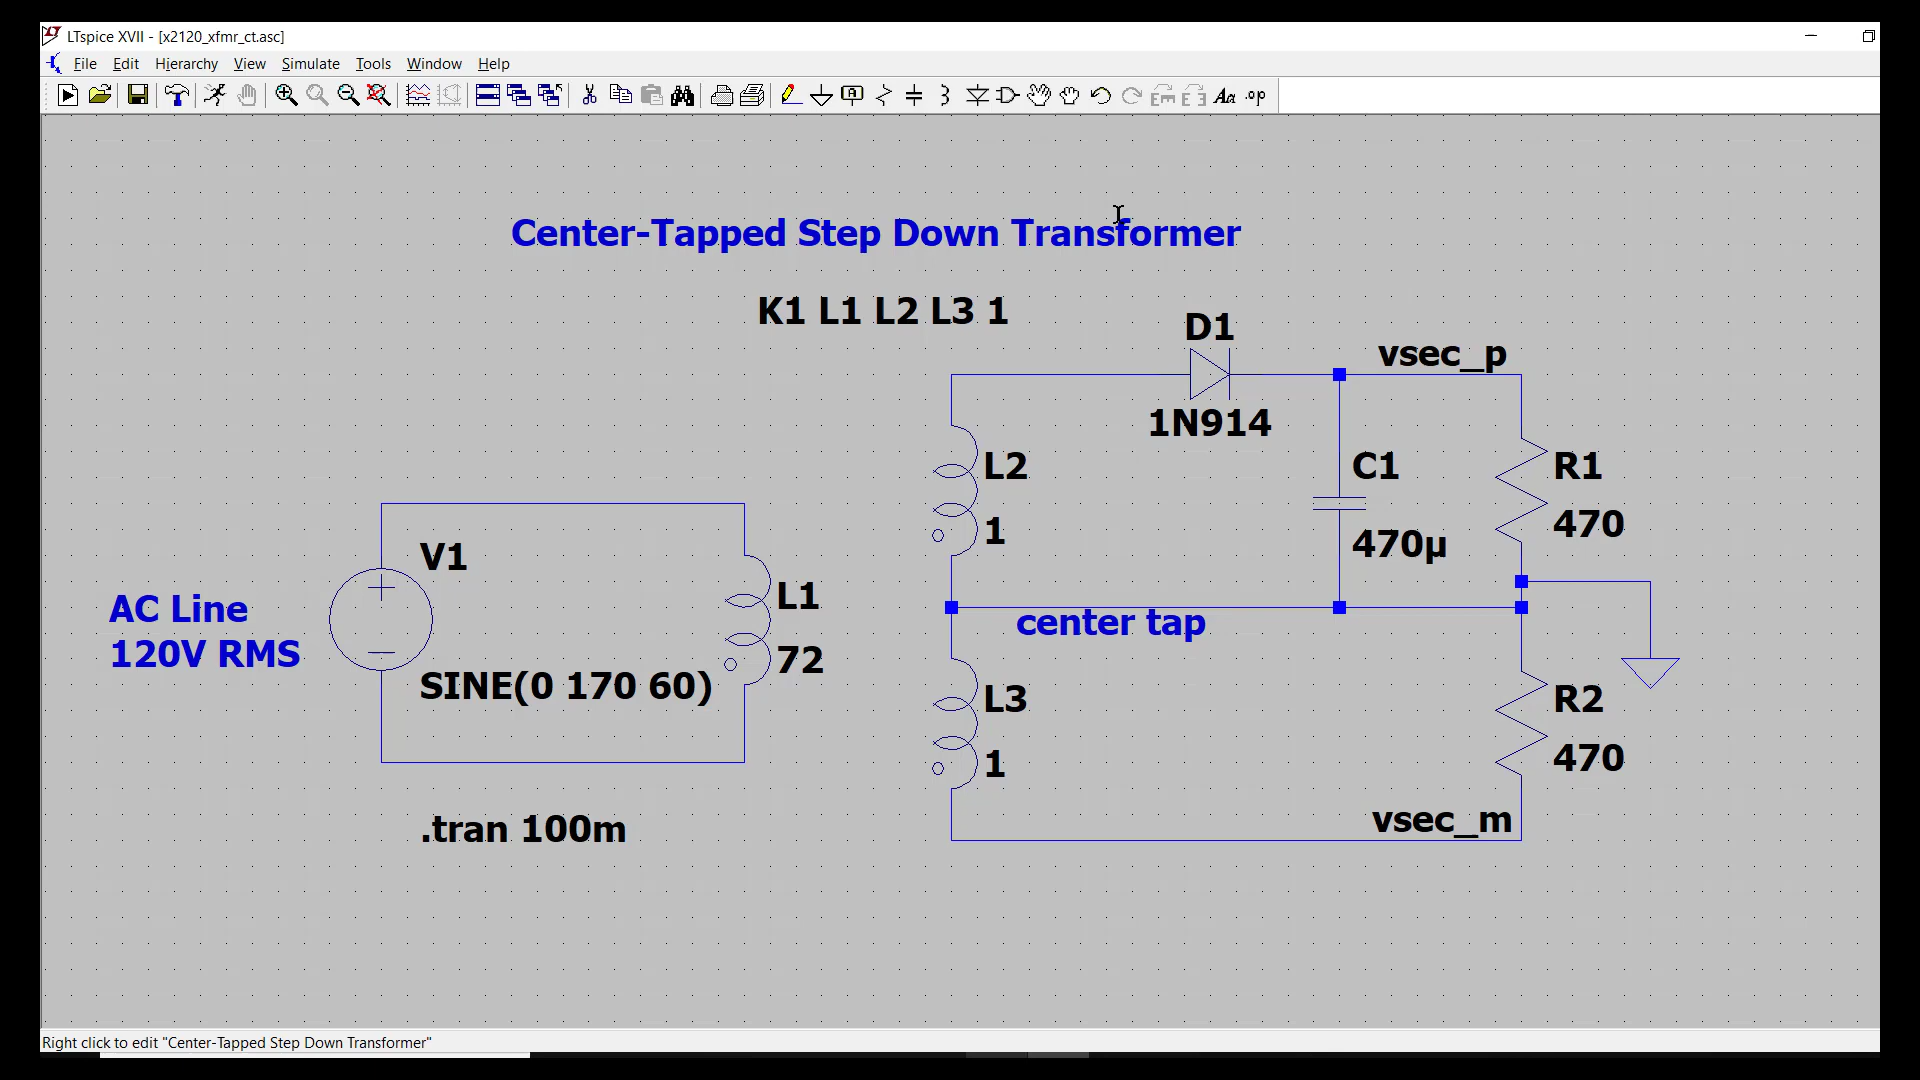 LTspice XVII - [x2120_xfmr_ct.asc]
File Edit Hierarchy View Simulate Tools Window Help
Aa .op
Center-Tapped Step Down Transformer
K1 L1 L2 L3 1
D1
1N914
vsec_p
L2
1
C1
470µ
R1
470
V1
AC Line
120V RMS
SINE(0 170 60)
L1
72
center tap
L3
1
R2
470
vsec_m
.tran 100m
Right click to edit "Center-Tapped Step Down Transformer"